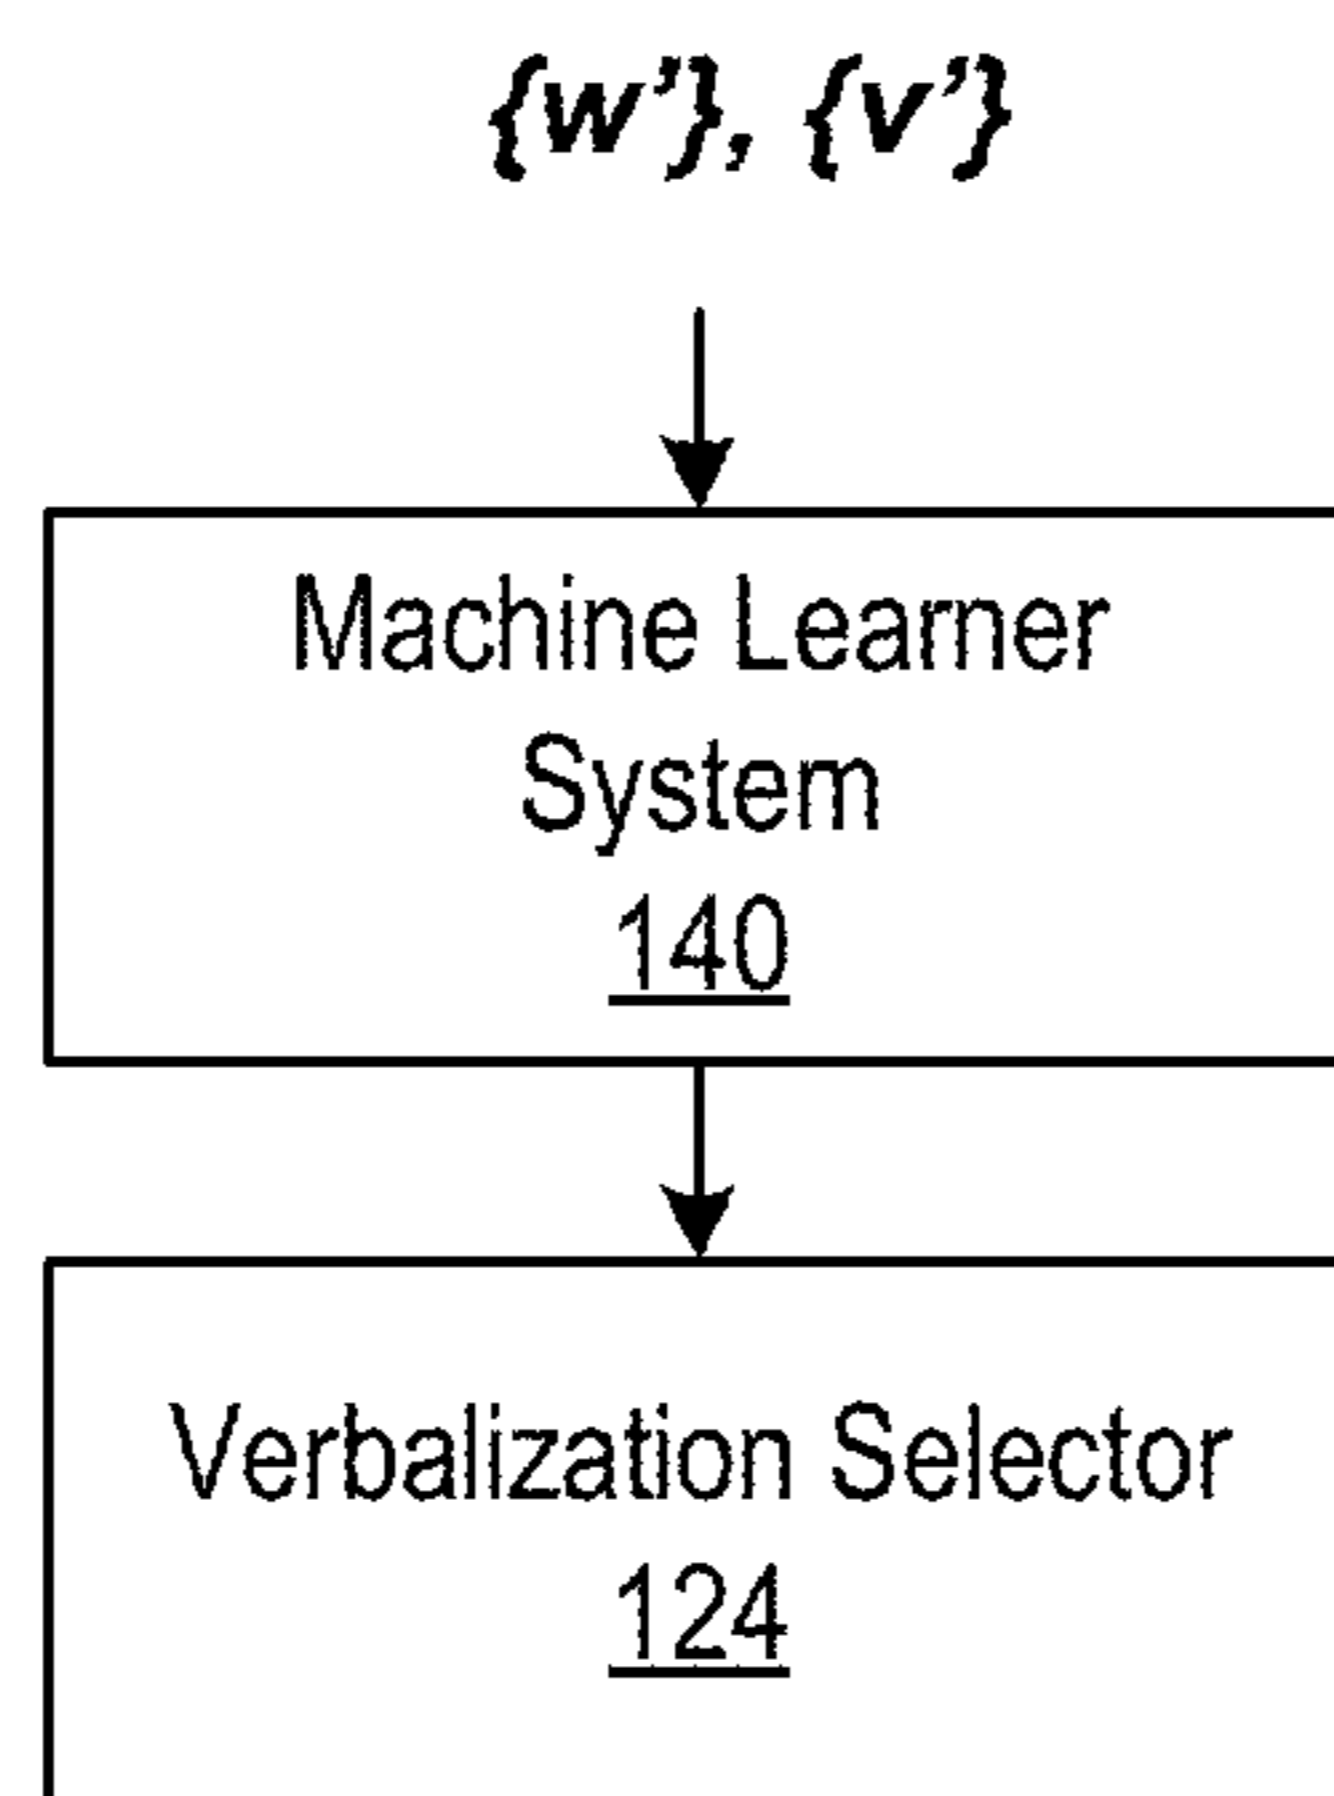 {w’}, {v’}
Machine Learner
System
140
Verbalization Selector
124